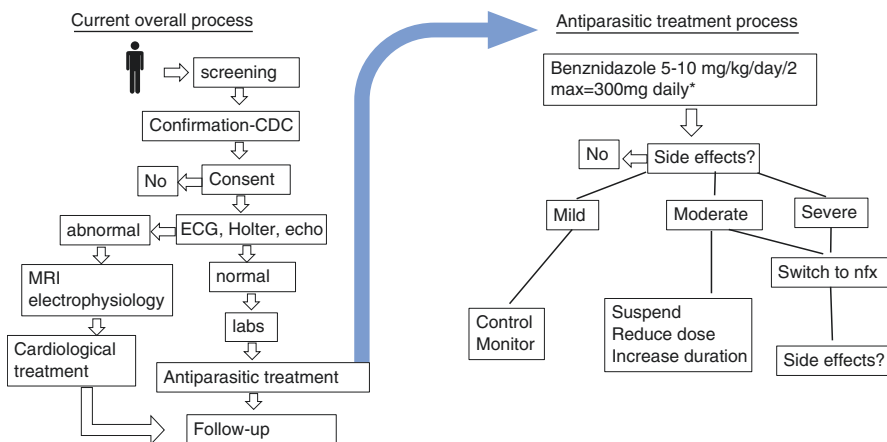 Current overall process
screening
Confirmation-CDC
No
Consent
abnormal
ECG, Holter, echo
MRI
electrophysiology
normal
labs
Cardiological
treatment
Antiparasitic treatment
Follow-up
Antiparasitic treatment process
Benznidazole 5-10 mg/kg/day/2
max=300mg daily*
No
Side effects?
Mild
Moderate
Severe
Switch to nfx
Control
Monitor
Suspend
Reduce dose
Increase duration
Side effects?